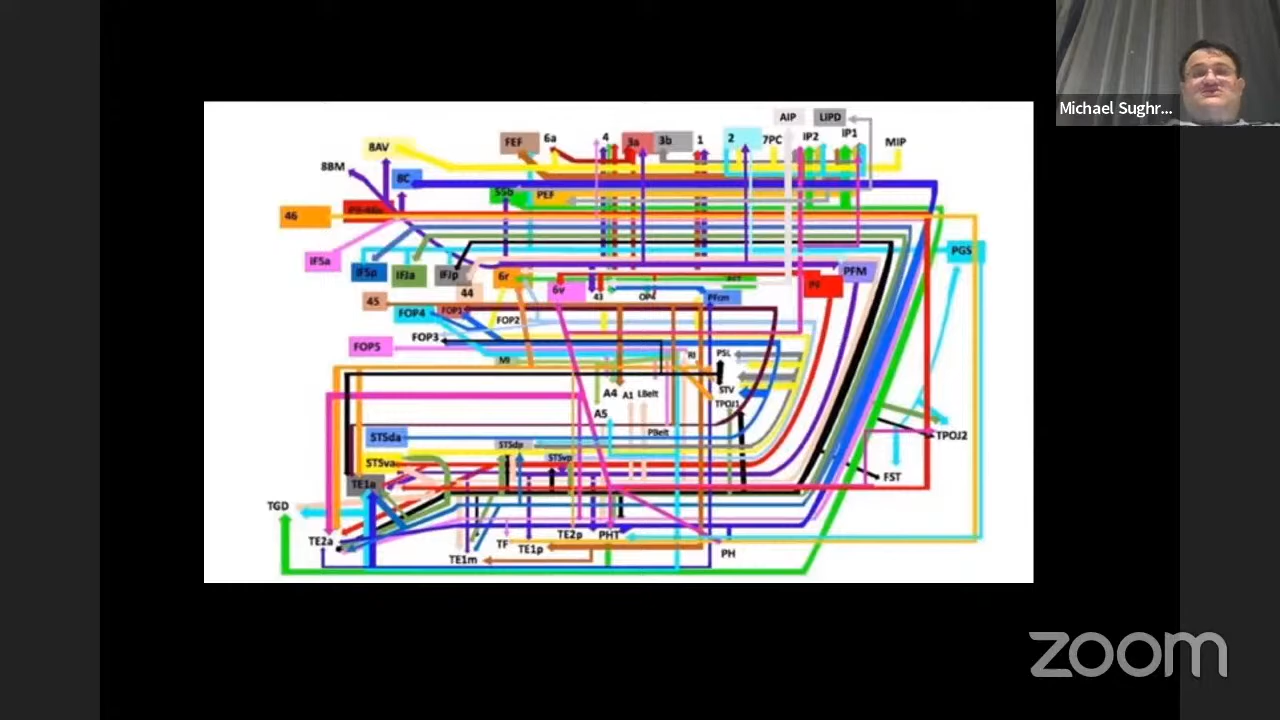 AIP
LIPD
FEF
6a
4
3a
3b
1
2
7PC
IP2
IP1
MIP
8AV
8BM
8C
55b
PEF
46
IFSa
IFSp
IFJa
IFJp
PGS
PFM
PF
6r
44
6v
43
OP4
PFcm
45
FOP4
FOP1
FOP2
FOP3
FOP5
MI
RI
PSL
STV
TPOJ1
A4
A1
LBelt
A5
PBelt
STSda
STSdp
STSva
STSvp
TE1a
TPOJ2
FST
TGD
TE2a
TF
TE2p
PHT
TE1p
TE1m
PH
Michael Sughr...
zoom